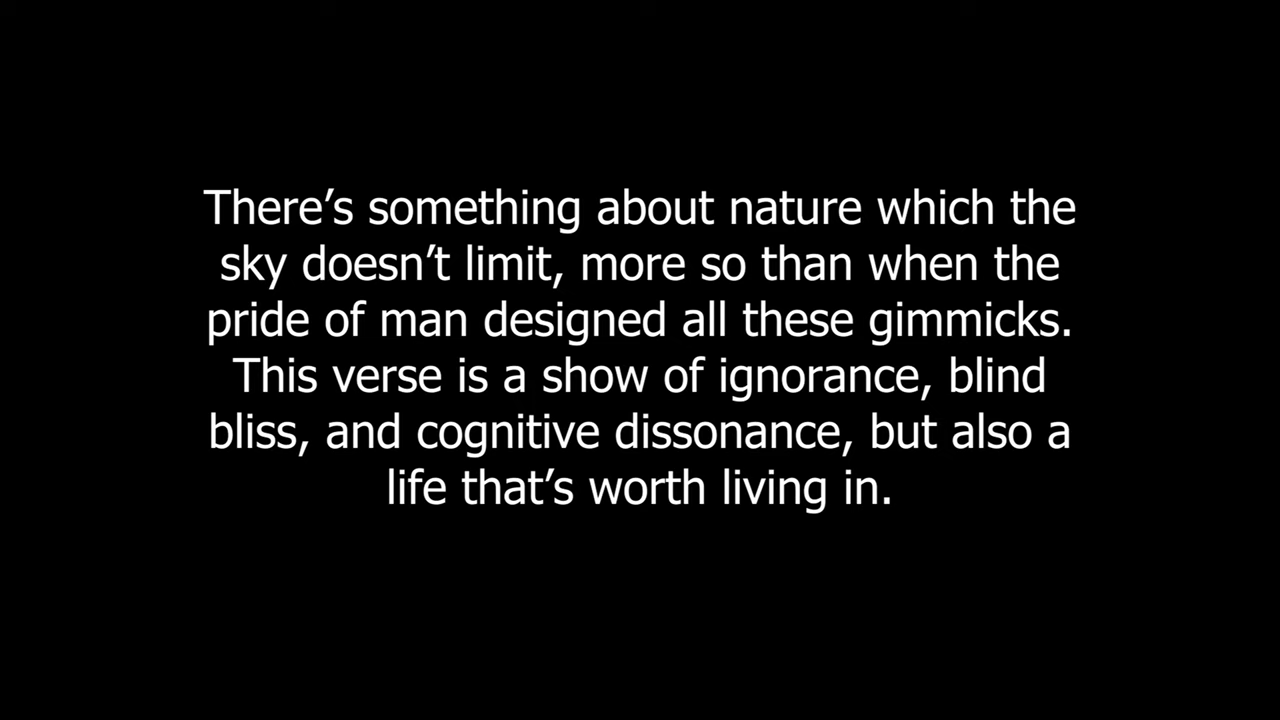 There’s something about nature which the
sky doesn’t limit, more so than when the
pride of man designed all these gimmicks.
This verse is a show of ignorance, blind
bliss, and cognitive dissonance, but also a
life that’s worth living in.